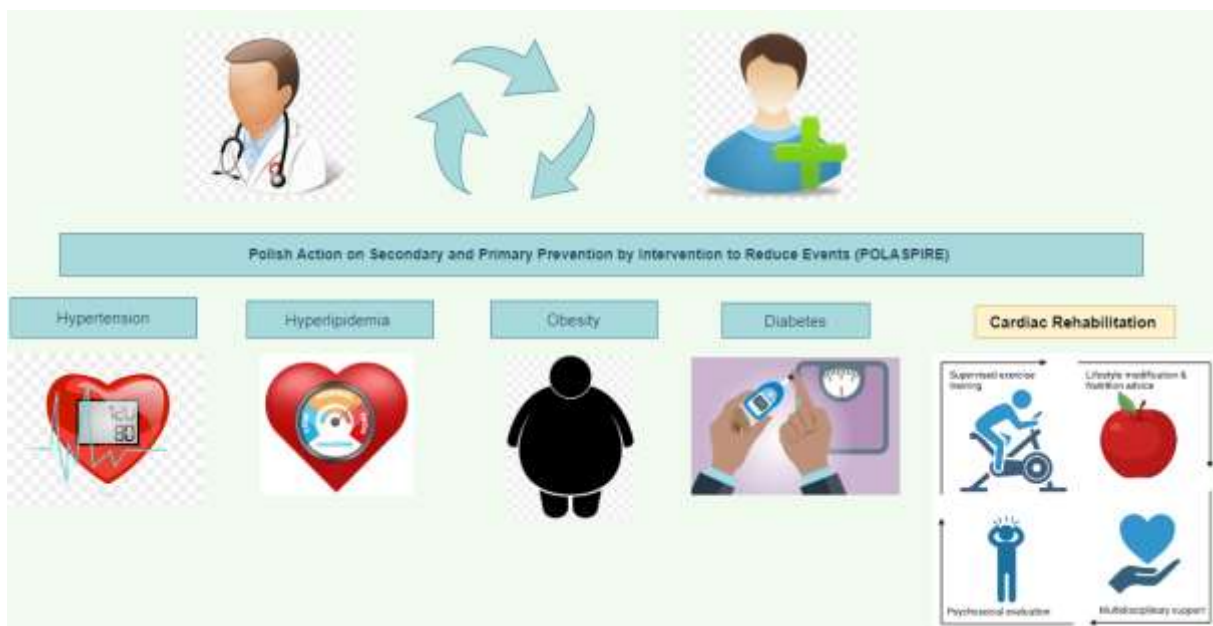 Polish Action on Secondary and Primary Prevention by Intervention to Reduce Events (POLASPIRE)
Hypertension
Hyperlipidemia
Obesity
Diabetes
Cardiac Rehabilitation
Supervised exercise
training
Lifestyle modification &
Nutrition advice
80
Psychosocial evaluation
Multidisciplinary support